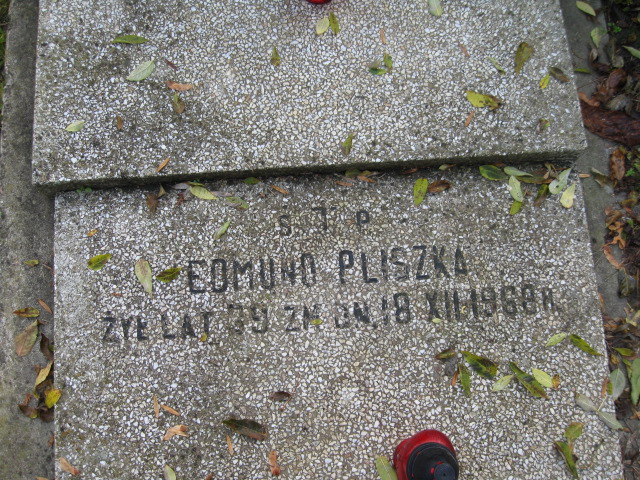 Ś † P
EDMUND PLISZKA
ŻYŁ LAT 39 ZM. DN. 18 XII. 1968 R.